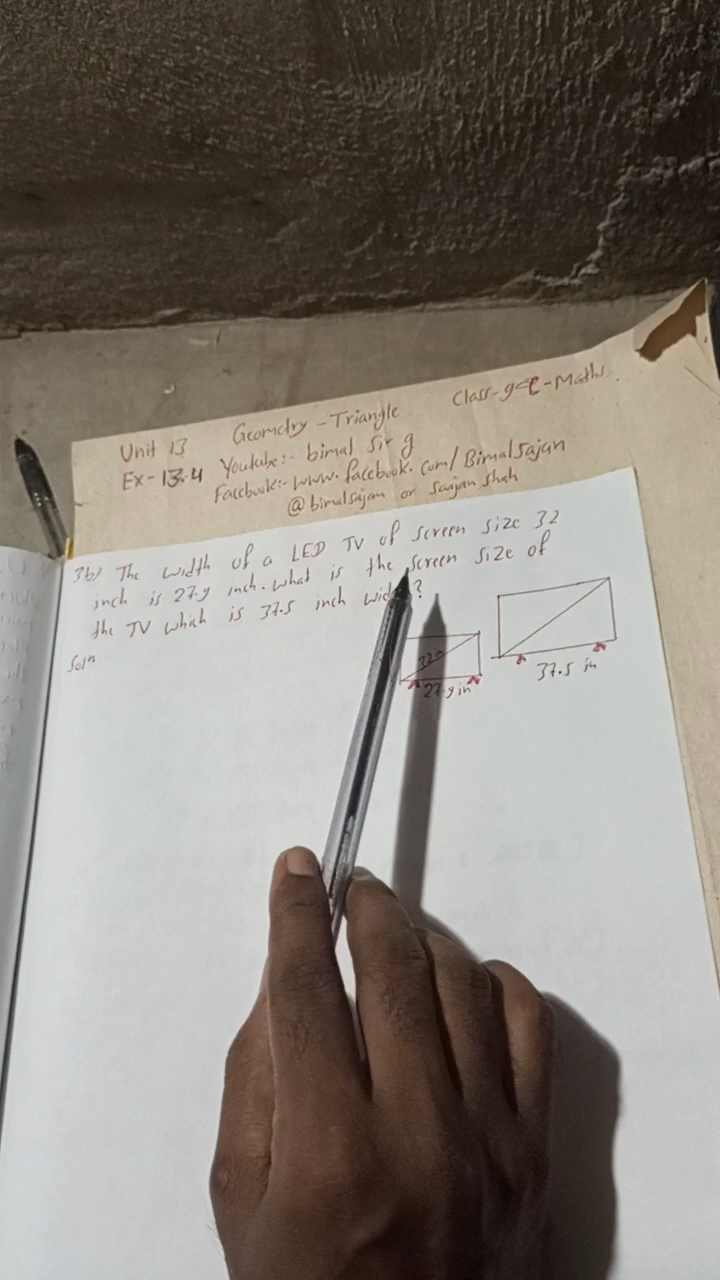 Unit 13 Geometry - Triangle Class-9 - Maths.
Ex-13.4 Youtube:- bimal Sir g
Facebook:- www.facebook.com/Bimalsajan
@bimalsajan or Sanjan Shah
3b) The width of a LED TV of screen size 32
inch is 27.9 inch. what is the screen size of
the TV which is 37.5 inch wide?
Soln
32"
27.9 in
37.5 in